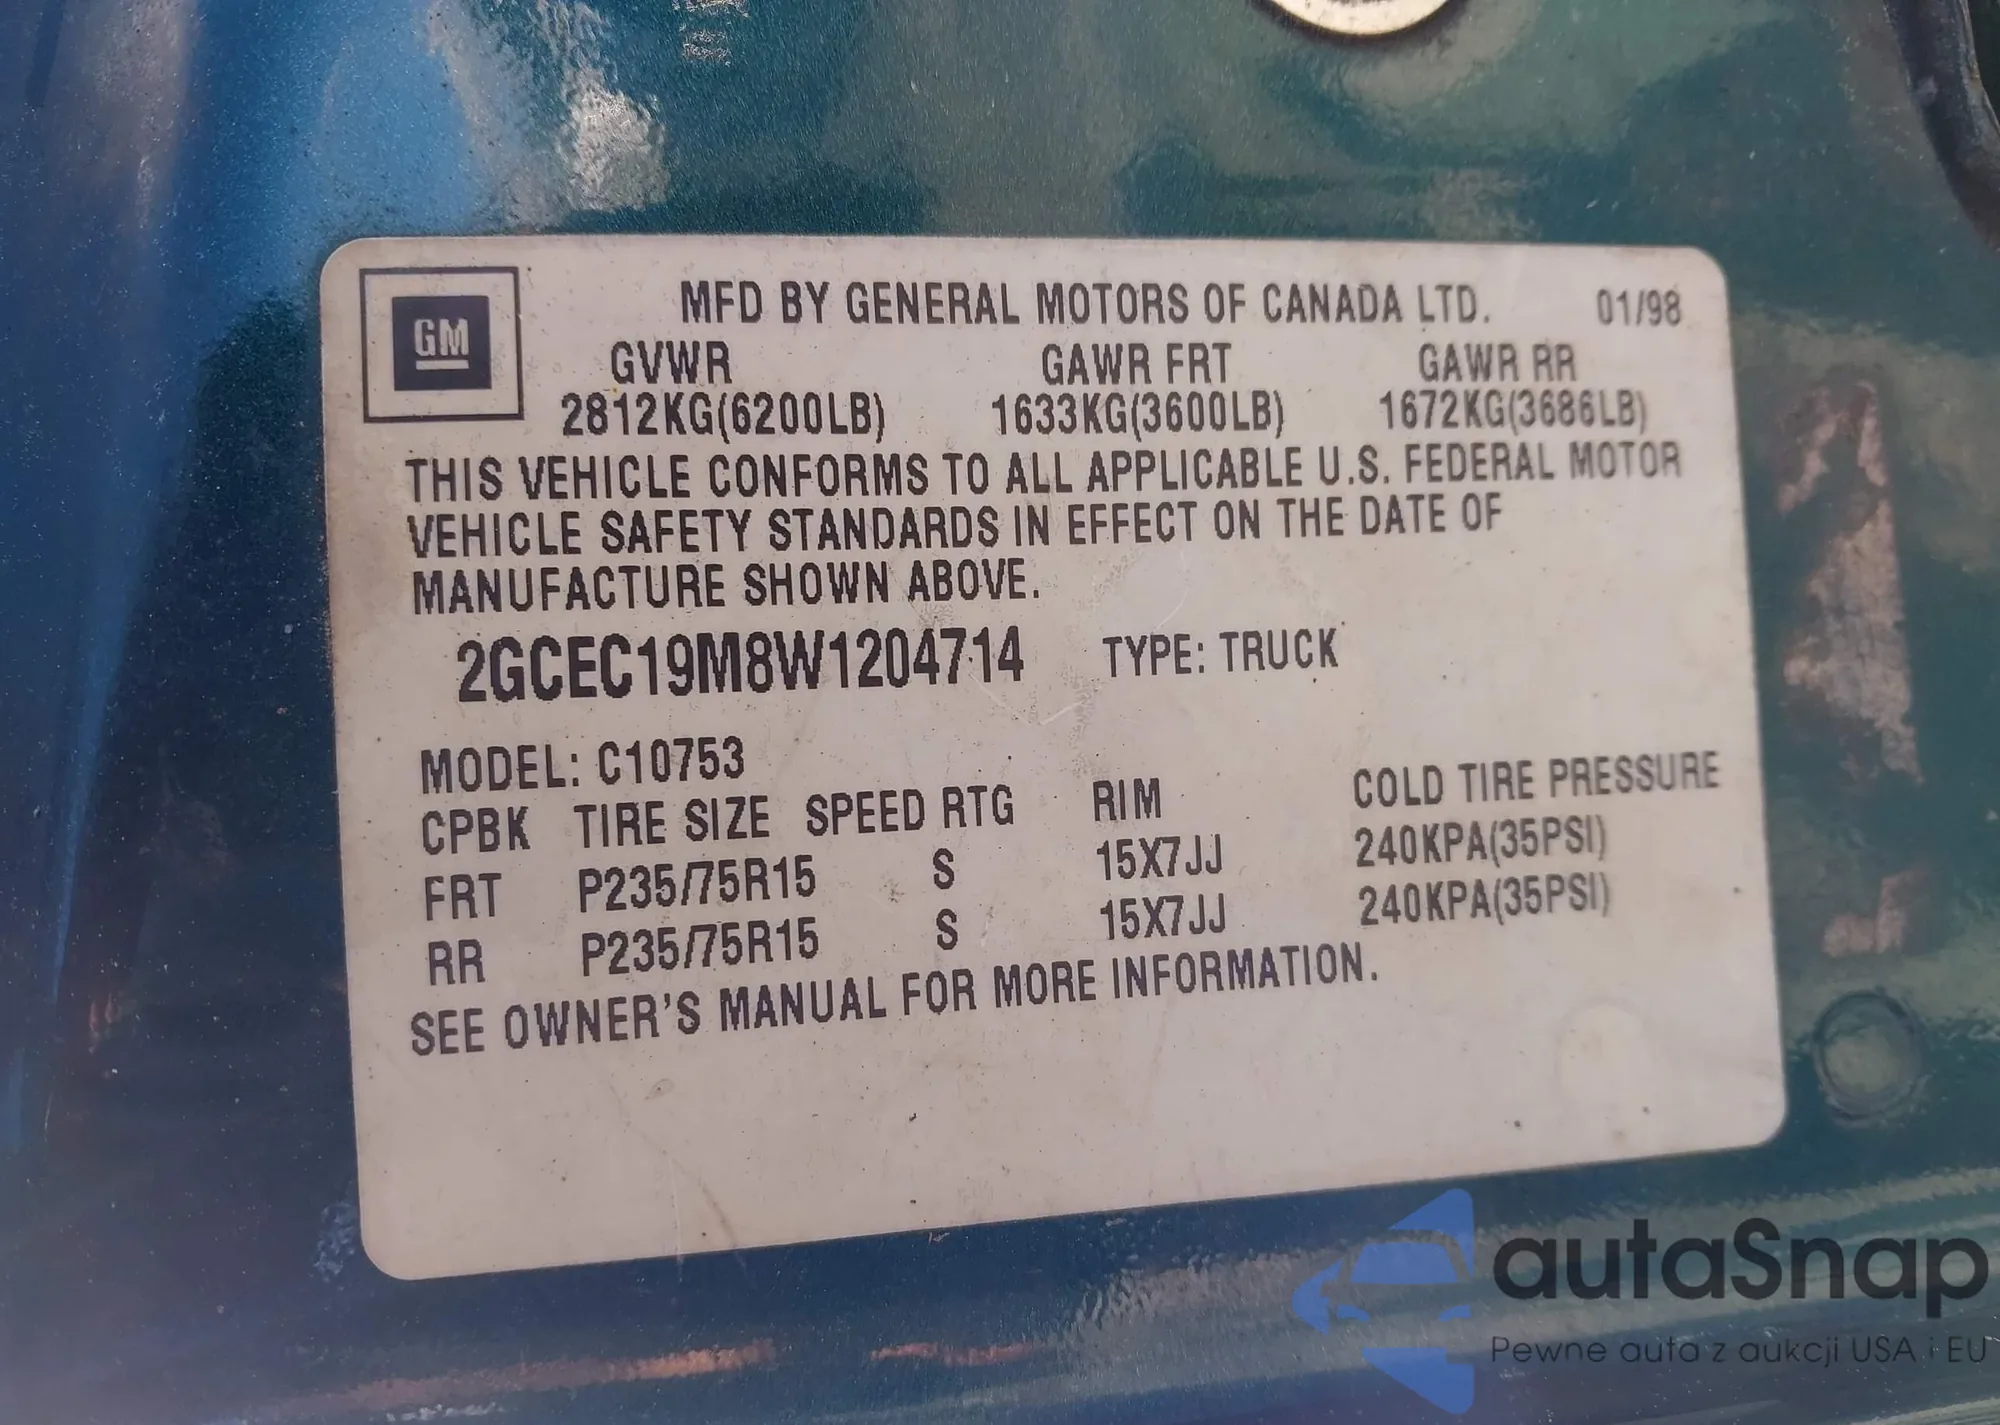 GM
MFD BY GENERAL MOTORS OF CANADA LTD. 01/98
GVWR GAWR FRT GAWR RR
2812KG(6200LB) 1633KG(3600LB) 1672KG(3686LB)
THIS VEHICLE CONFORMS TO ALL APPLICABLE U.S. FEDERAL MOTOR
VEHICLE SAFETY STANDARDS IN EFFECT ON THE DATE OF
MANUFACTURE SHOWN ABOVE.
2GCEC19M8W1204714 TYPE: TRUCK
MODEL: C10753
CPBK TIRE SIZE SPEED RTG RIM COLD TIRE PRESSURE
FRT P235/75R15 S 15X7JJ 240KPA(35PSI)
RR P235/75R15 S 15X7JJ 240KPA(35PSI)
SEE OWNER'S MANUAL FOR MORE INFORMATION.
autaSnap
Pewne auta z aukcji USA i EU